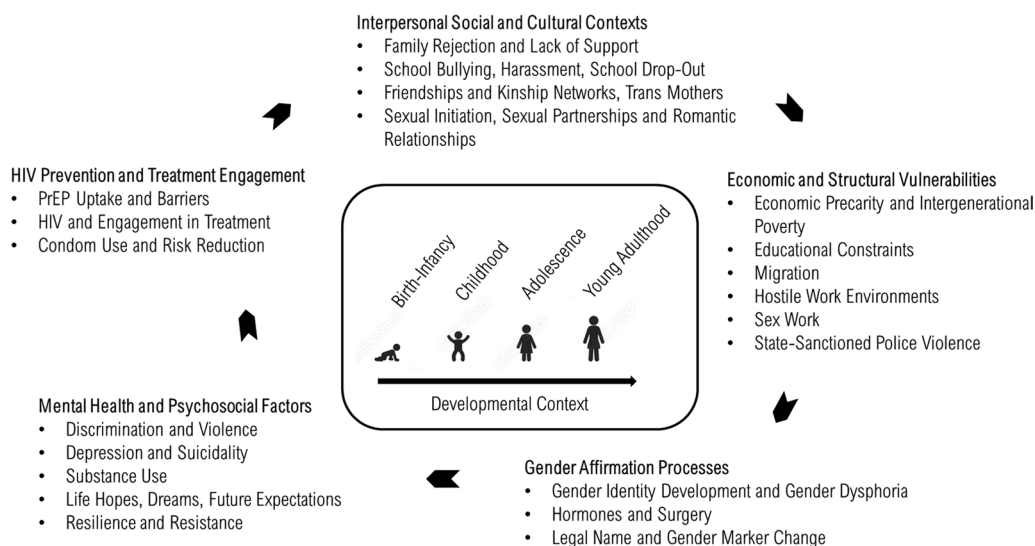 Interpersonal Social and Cultural Contexts
• Family Rejection and Lack of Support
• School Bullying, Harassment, School Drop-Out
• Friendships and Kinship Networks, Trans Mothers
• Sexual Initiation, Sexual Partnerships and Romantic
Relationships
Economic and Structural Vulnerabilities
• Economic Precarity and Intergenerational
Poverty
• Educational Constraints
• Migration
• Hostile Work Environments
• Sex Work
• State-Sanctioned Police Violence
Gender Affirmation Processes
• Gender Identity Development and Gender Dysphoria
• Hormones and Surgery
• Legal Name and Gender Marker Change
Mental Health and Psychosocial Factors
• Discrimination and Violence
• Depression and Suicidality
• Substance Use
• Life Hopes, Dreams, Future Expectations
• Resilience and Resistance
HIV Prevention and Treatment Engagement
• PrEP Uptake and Barriers
• HIV and Engagement in Treatment
• Condom Use and Risk Reduction
Birth-Infancy
Childhood
Adolescence
Young Adulthood
Developmental Context